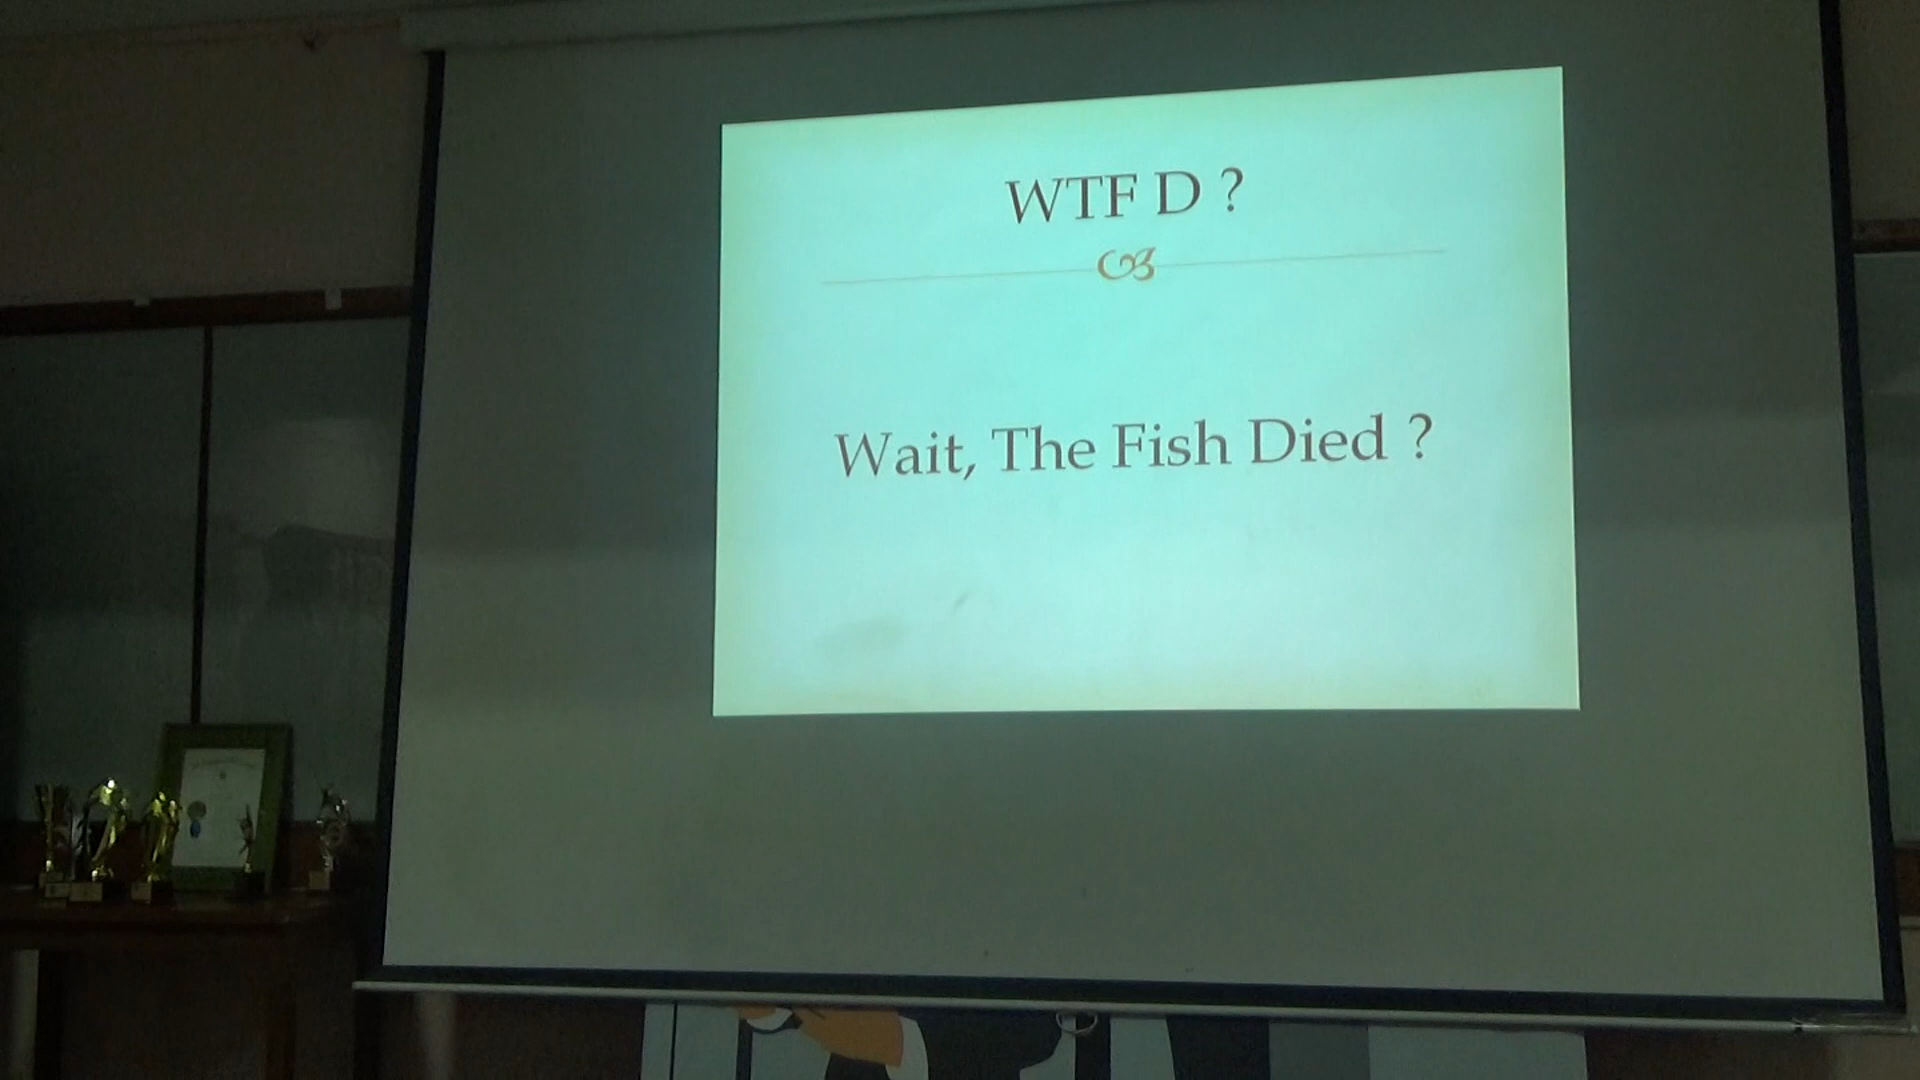 WTF D ?
Wait, The Fish Died ?